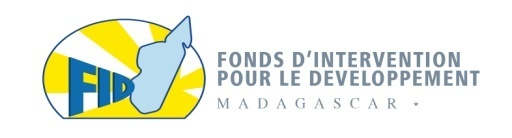 FID
FONDS D'INTERVENTION
POUR LE DEVELOPPEMENT
MADAGASCAR